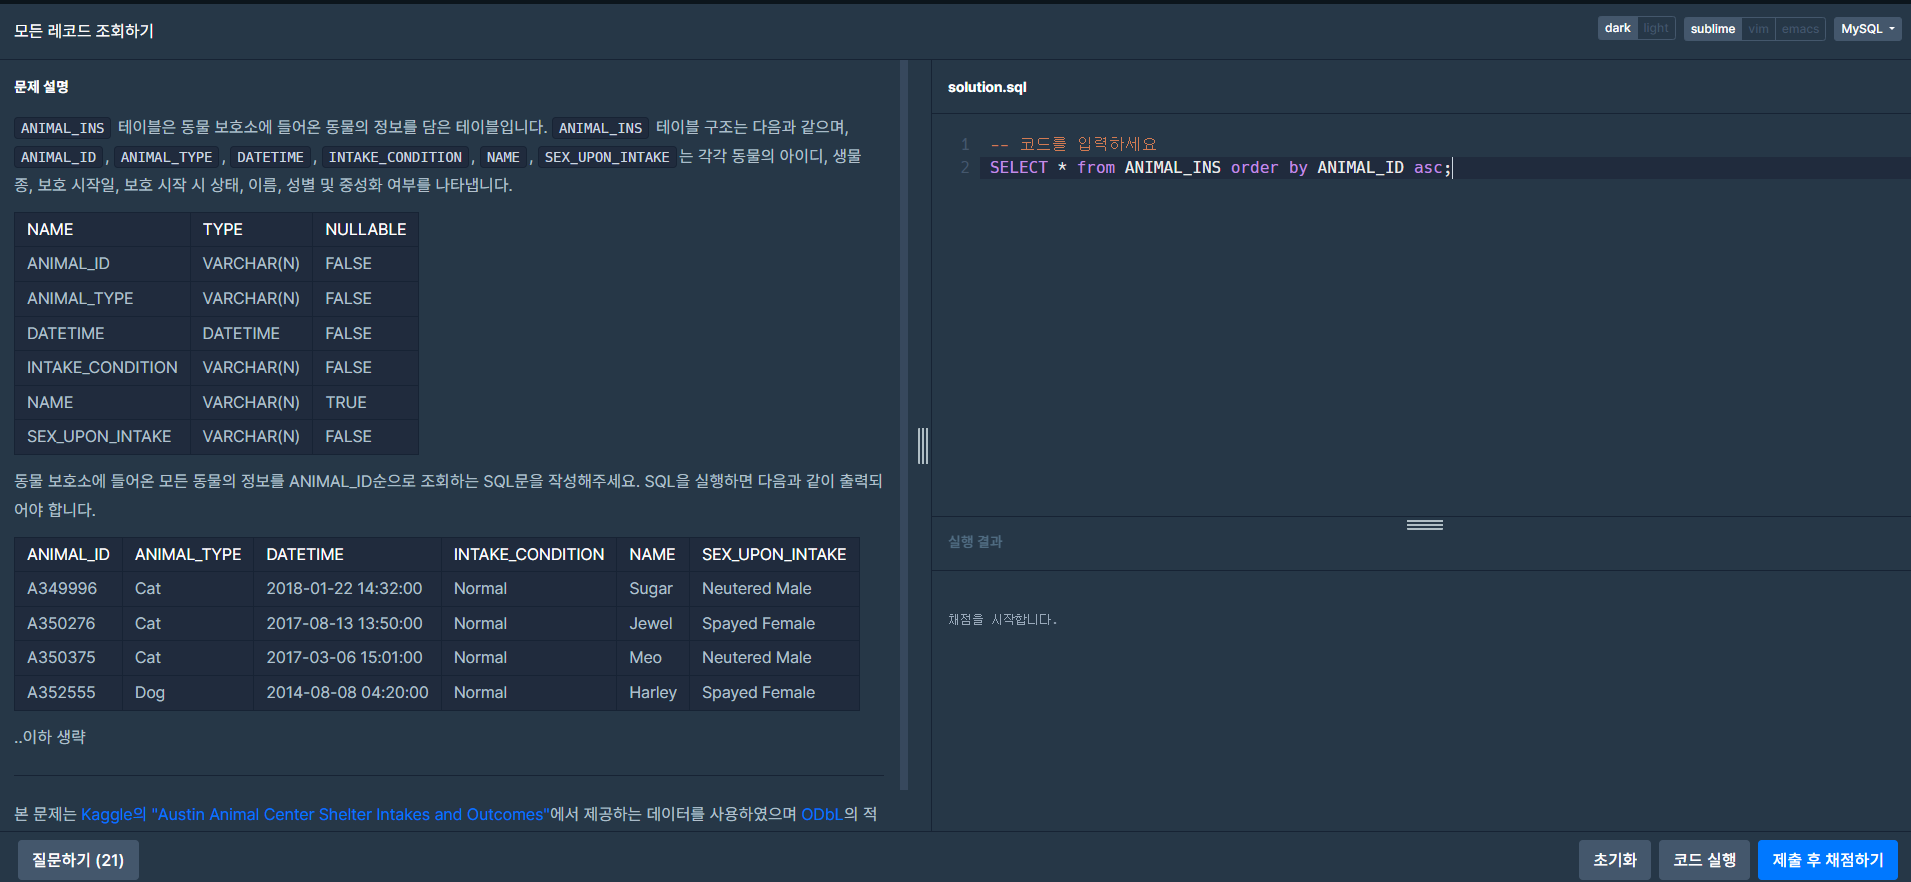 모든 레코드 조회하기
dark light sublime vim emacs MySQL
문제 설명
ANIMAL_INS 테이블은 동물 보호소에 들어온 동물의 정보를 담은 테이블입니다. ANIMAL_INS 테이블 구조는 다음과 같으며,
ANIMAL_ID, ANIMAL_TYPE, DATETIME, INTAKE_CONDITION, NAME, SEX_UPON_INTAKE는 각각 동물의 아이디, 생물
종, 보호 시작일, 보호 시작 시 상태, 이름, 성별 및 중성화 여부를 나타냅니다.
NAME TYPE NULLABLE
ANIMAL_ID VARCHAR(N) FALSE
ANIMAL_TYPE VARCHAR(N) FALSE
DATETIME DATETIME FALSE
INTAKE_CONDITION VARCHAR(N) FALSE
NAME VARCHAR(N) TRUE
SEX_UPON_INTAKE VARCHAR(N) FALSE
동물 보호소에 들어온 모든 동물의 정보를 ANIMAL_ID순으로 조회하는 SQL문을 작성해주세요. SQL을 실행하면 다음과 같이 출력되
어야 합니다.
ANIMAL_ID ANIMAL_TYPE DATETIME INTAKE_CONDITION NAME SEX_UPON_INTAKE
A349996 Cat 2018-01-22 14:32:00 Normal Sugar Neutered Male
A350276 Cat 2017-08-13 13:50:00 Normal Jewel Spayed Female
A350375 Cat 2017-03-06 15:01:00 Normal Meo Neutered Male
A352555 Dog 2014-08-08 04:20:00 Normal Harley Spayed Female
..이하 생략
본 문제는 Kaggle의 "Austin Animal Center Shelter Intakes and Outcomes"에서 제공하는 데이터를 사용하였으며 ODbL의 적
solution.sql
1 -- 코드를 입력하세요
2 SELECT * from ANIMAL_INS order by ANIMAL_ID asc;
실행 결과
채점을 시작합니다.
질문하기 (21)
초기화 코드 실행 제출 후 채점하기